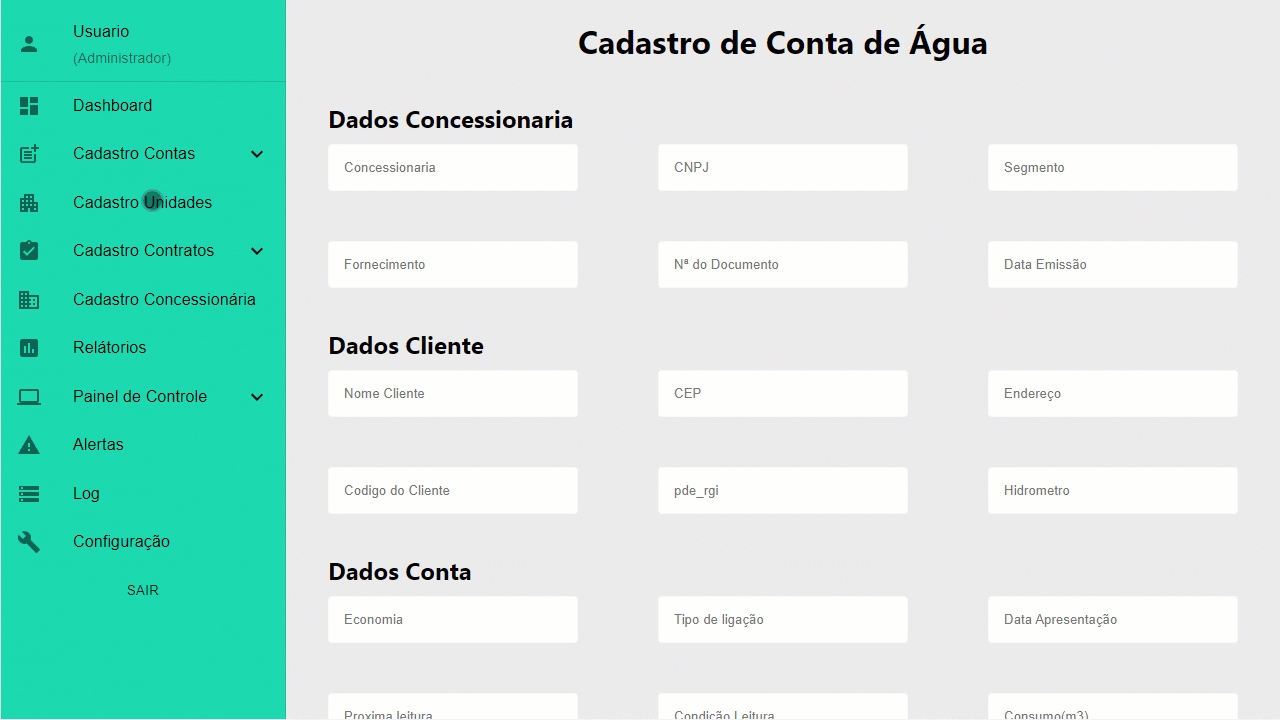 Usuario
(Administrador)
Dashboard
Cadastro Contas
Cadastro Unidades
Cadastro Contratos
Cadastro Concessionária
Relátorios
Painel de Controle
Alertas
Log
Configuração
SAIR
Cadastro de Conta de Água
Dados Concessionaria
Concessionaria CNPJ Segmento
Fornecimento Nª do Documento Data Emissão
Dados Cliente
Nome Cliente CEP Endereço
Codigo do Cliente pde_rgi Hidrometro
Dados Conta
Economia Tipo de ligação Data Apresentação
Proxima leitura Condição Leitura Consumo(m3)